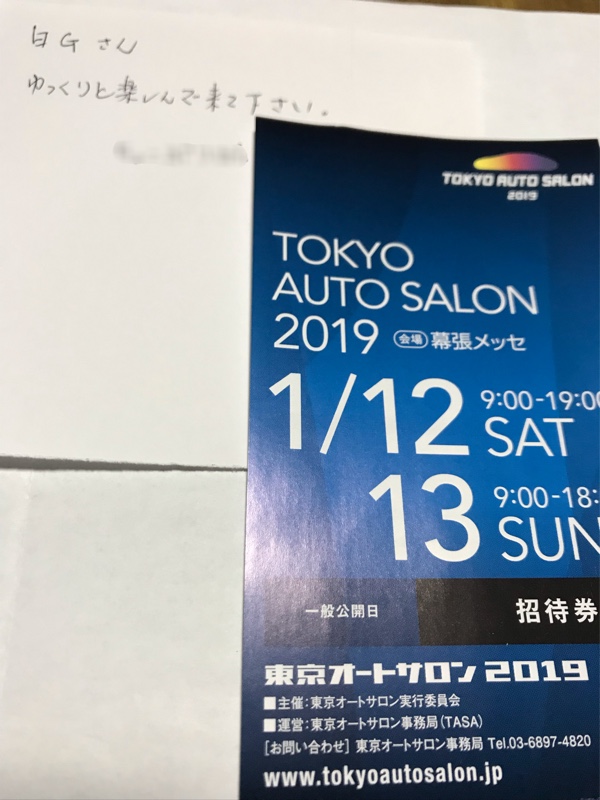 白Gさん
ゆっくりと楽しんで来て下さい。
TOKYO AUTO SALON
2019
TOKYO
AUTO SALON
2019 会場 幕張メッセ
1/12 9:00-19:00
SAT
13 9:00-18:
SUN
一般公開日 招待券
東京オートサロン 2019
■主催:東京オートサロン実行委員会
■運営:東京オートサロン事務局(TASA)
[お問い合わせ] 東京オートサロン事務局 Tel.03-6897-4820
www.tokyoautosalon.jp